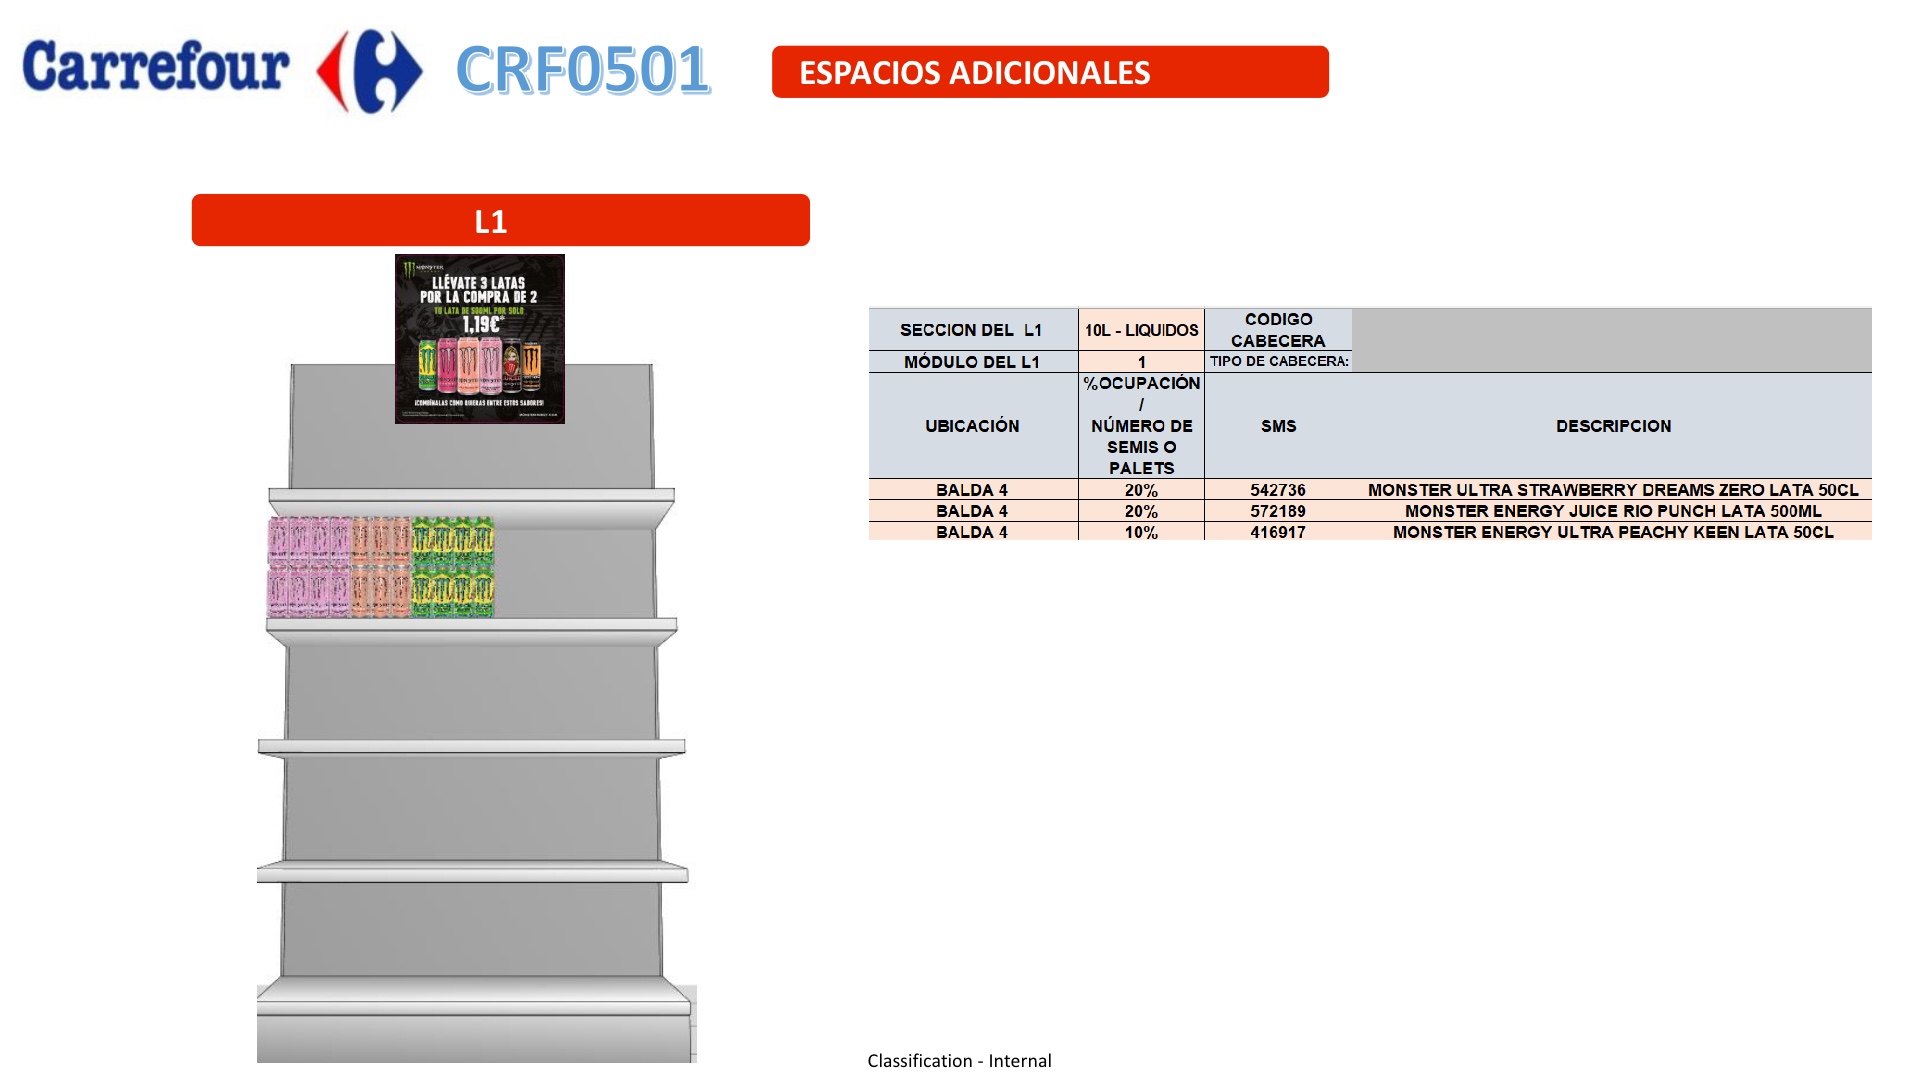 Carrefour
CRF0501
ESPACIOS ADICIONALES
L1
MONSTER
LLÉVATE 3 LATAS
POR LA COMPRA DE 2
TU LATA DE 500ML POR SOLO
1,19€*
¡COMBÍNALAS COMO QUIERAS ENTRE ESTOS SABORES!
SECCION DEL L1
10L - LIQUIDOS
CODIGO
CABECERA
MÓDULO DEL L1
1
TIPO DE CABECERA:
UBICACIÓN
%OCUPACIÓN
/
NÚMERO DE
SEMIS O
PALETS
SMS
DESCRIPCION
BALDA 4 20% 542736 MONSTER ULTRA STRAWBERRY DREAMS ZERO LATA 50CL
BALDA 4 20% 572189 MONSTER ENERGY JUICE RIO PUNCH LATA 500ML
BALDA 4 10% 416917 MONSTER ENERGY ULTRA PEACHY KEEN LATA 50CL
Classification - Internal